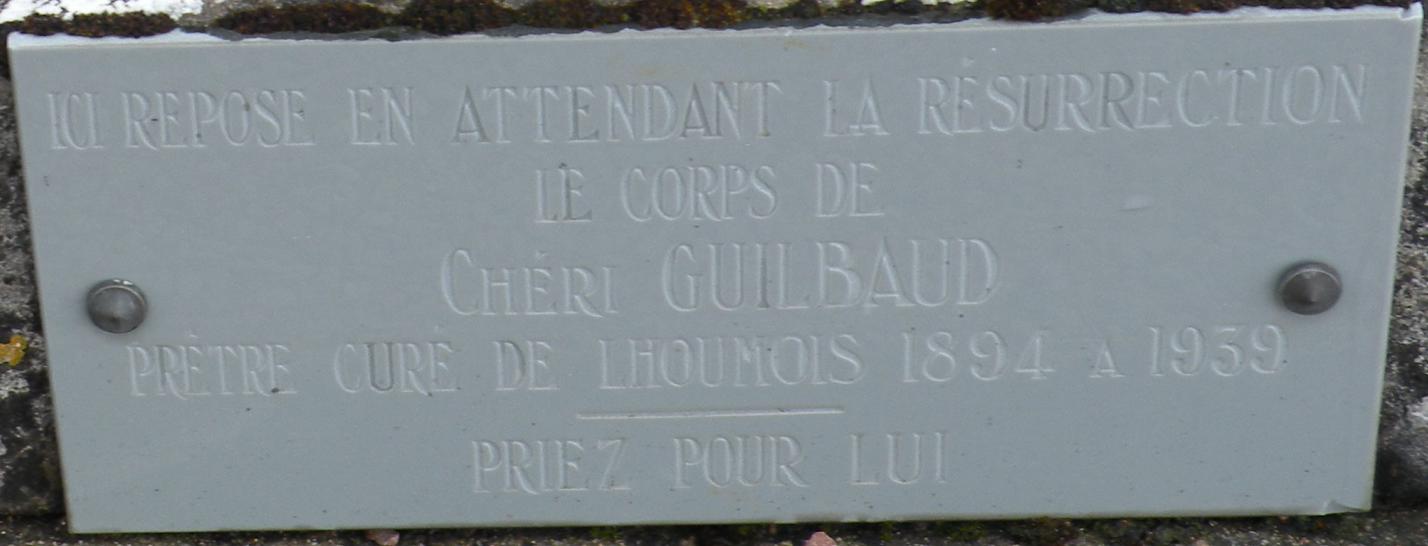 ICI REPOSE EN ATTENDANT LA RÉSURRECTION
LE CORPS DE
CHÉRI GUILBAUD
PRÊTRE CURÉ DE LHOUMOIS 1894 A 1939
PRIEZ POUR LUI